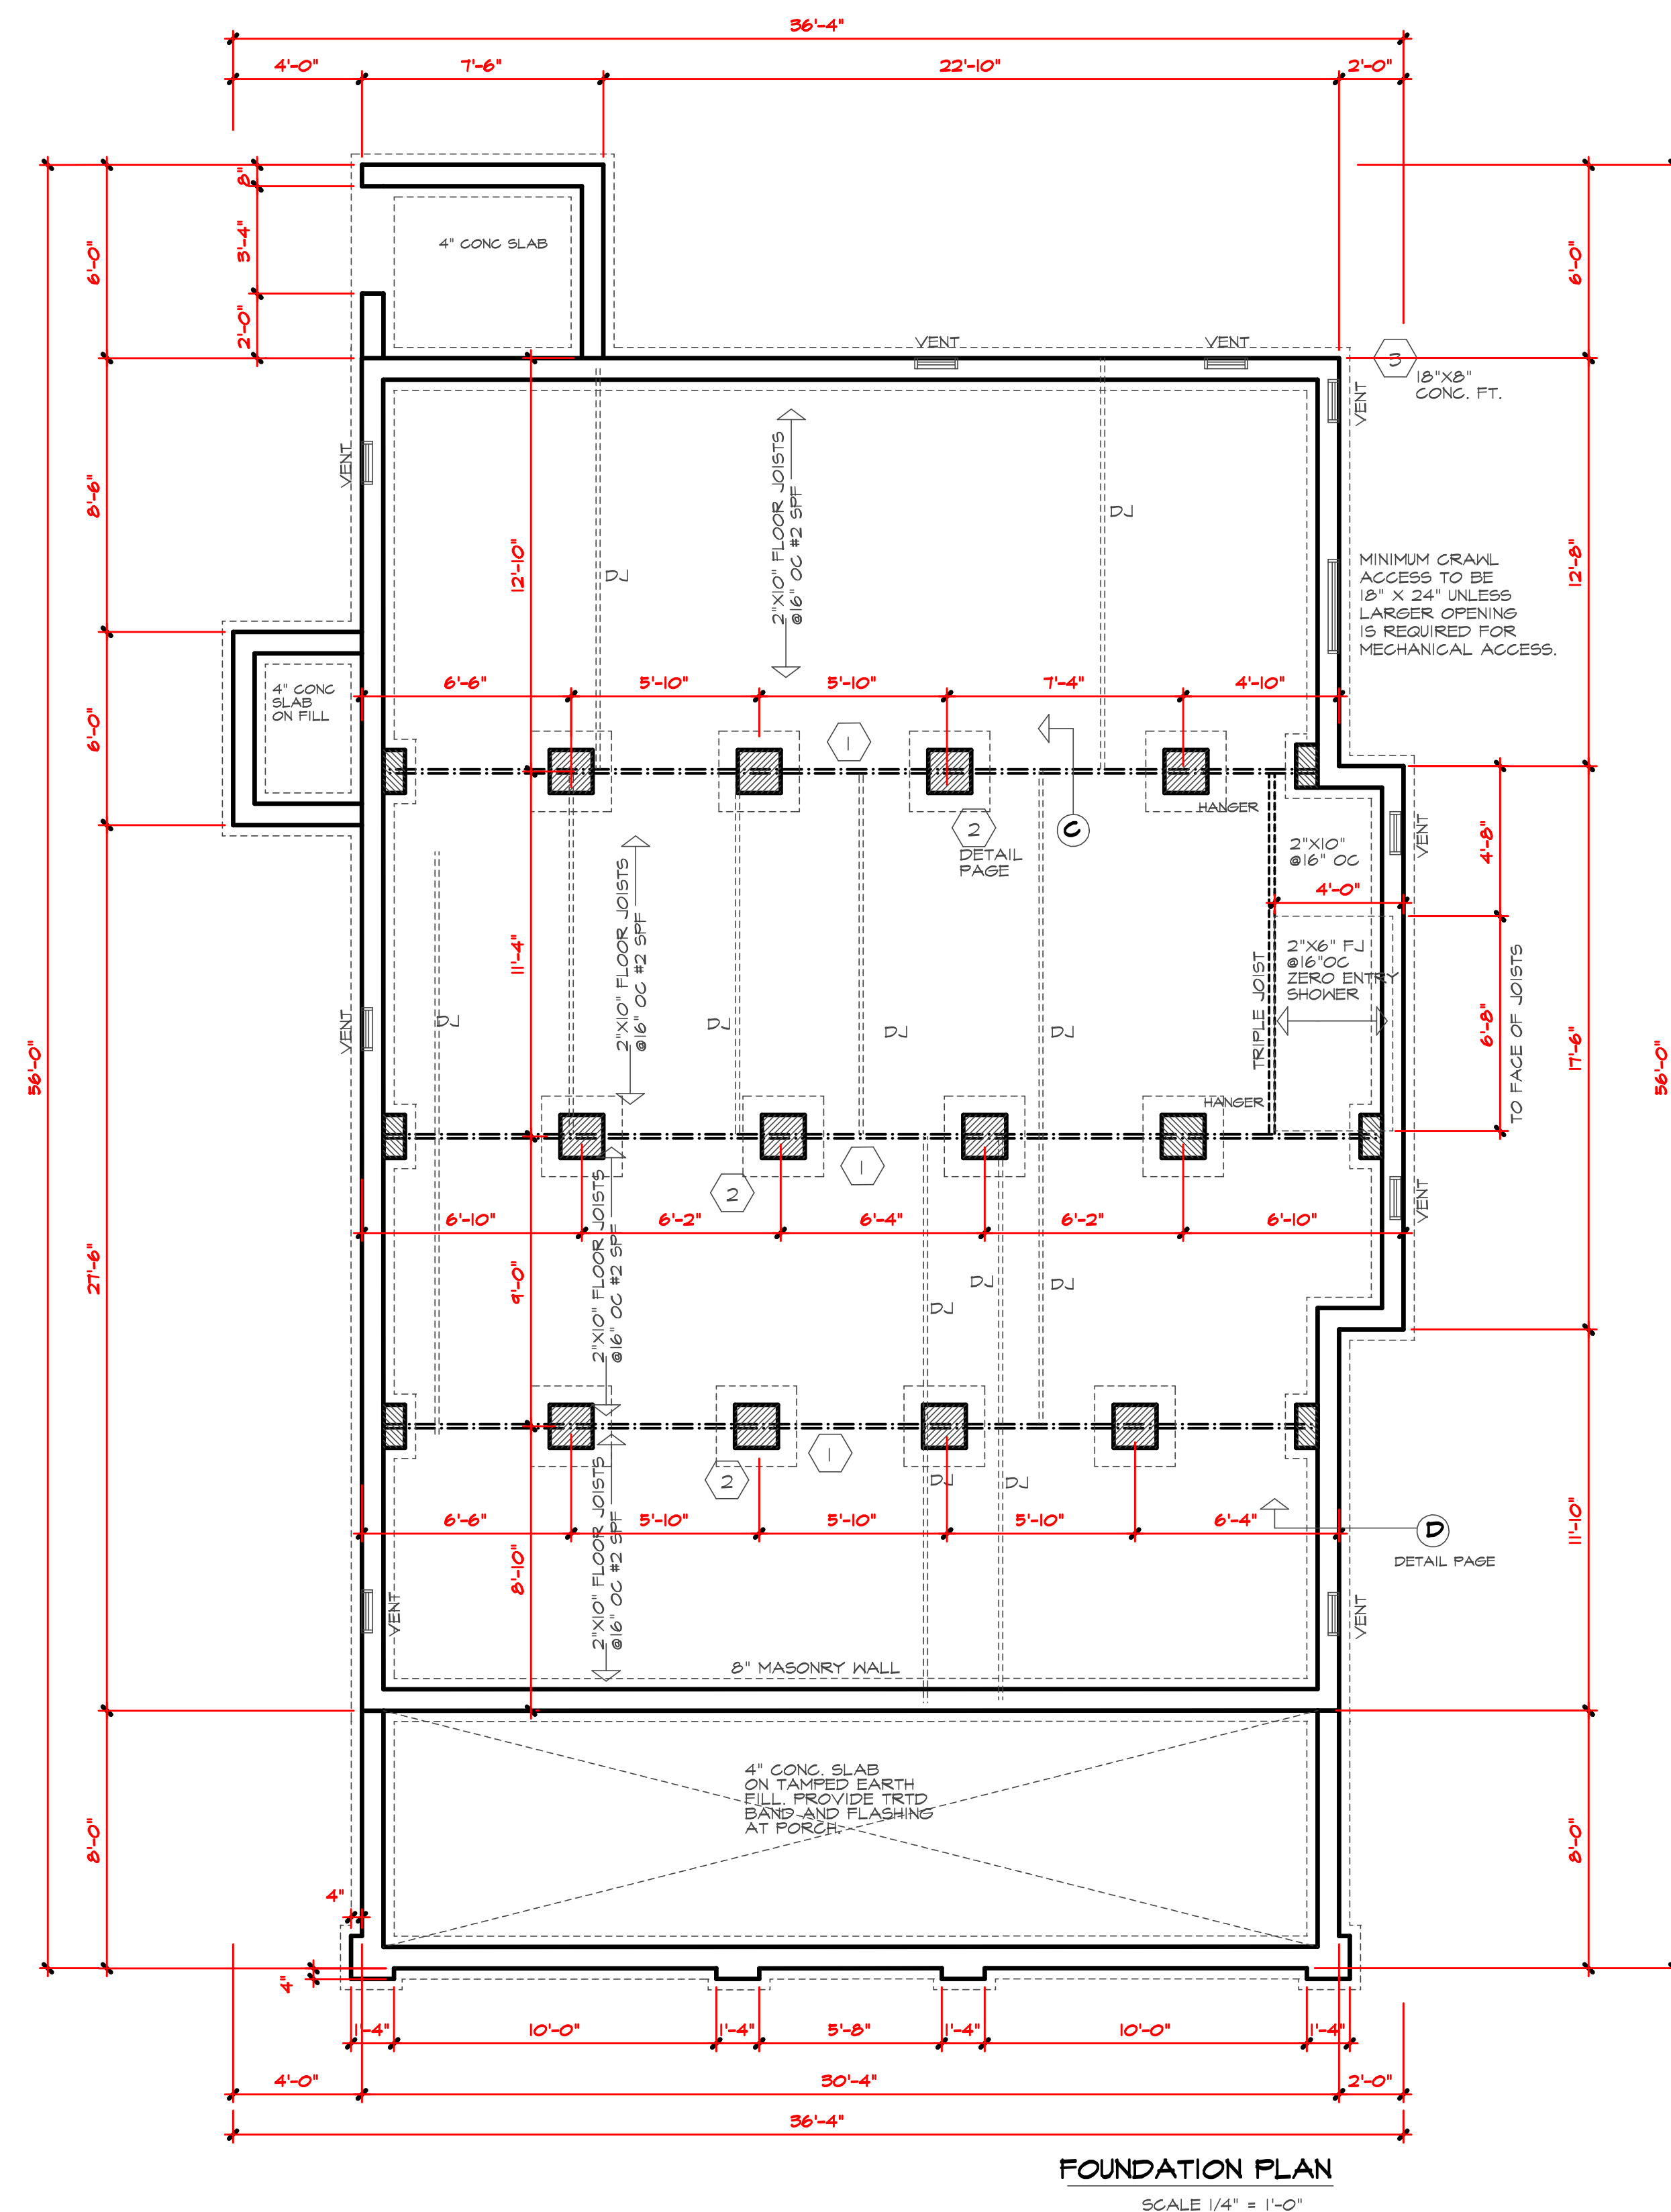 36'-4"
4'-0"
7'-6"
22'-10"
2'-0"
8"
3'-4"
2'-0"
6'-0"
6'-0"
4" CONC SLAB
VENT
VENT
3
18"X8"
CONC. FT.
VENT
VENT
8'-6"
12'-10"
2"X10" FLOOR JOISTS
@16" OC #2 SPF
DJ
DJ
12'-8"
MINIMUM CRAWL
ACCESS TO BE
18" X 24" UNLESS
LARGER OPENING
IS REQUIRED FOR
MECHANICAL ACCESS.
4" CONC
SLAB
ON FILL
6'-0"
6'-6"
5'-10"
5'-10"
7'-4"
4'-10"
1
2
DETAIL
PAGE
C
HANGER
2"X10"
@16" OC
VENT
4'-8"
4'-0"
11'-4"
2"X10" FLOOR JOISTS
@16" OC #2 SPF
TRIPLE JOIST
2"X6" FJ
@16"OC
ZERO ENTRY
SHOWER
6'-8"
TO FACE OF JOISTS
VENT
DJ
DJ
DJ
DJ
56'-0"
17'-6"
56'-0"
HANGER
1
2
VENT
6'-10"
6'-2"
6'-4"
6'-2"
6'-10"
27'-6"
9'-0"
2"X10" FLOOR JOISTS
@16" OC #2 SPF
DJ
DJ
DJ
1
2
DJ
DJ
6'-6"
5'-10"
5'-10"
5'-10"
6'-4"
D
DETAIL PAGE
11'-10"
8'-10"
2"X10" FLOOR JOISTS
@16" OC #2 SPF
VENT
VENT
8" MASONRY WALL
4" CONC. SLAB
ON TAMPED EARTH
FILL. PROVIDE TRTD
BAND AND FLASHING
AT PORCH.
8'-0"
8'-0"
4"
4"
1'-4"
10'-0"
1'-4"
5'-8"
1'-4"
10'-0"
1'-4"
4'-0"
30'-4"
2'-0"
36'-4"
FOUNDATION PLAN
SCALE 1/4" = 1'-0"